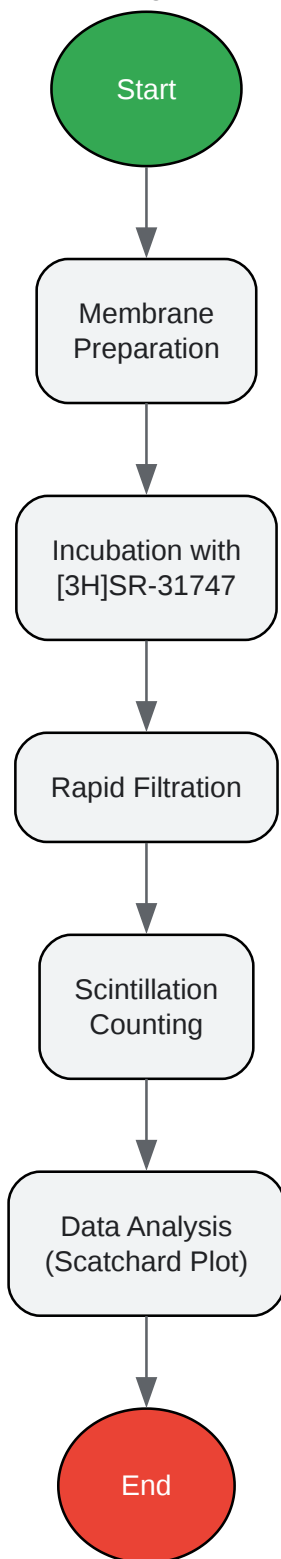 Start
Membrane
Preparation
Incubation with
[3H]SR-31747
Rapid Filtration
Scintillation
Counting
Data Analysis
(Scatchard Plot)
End